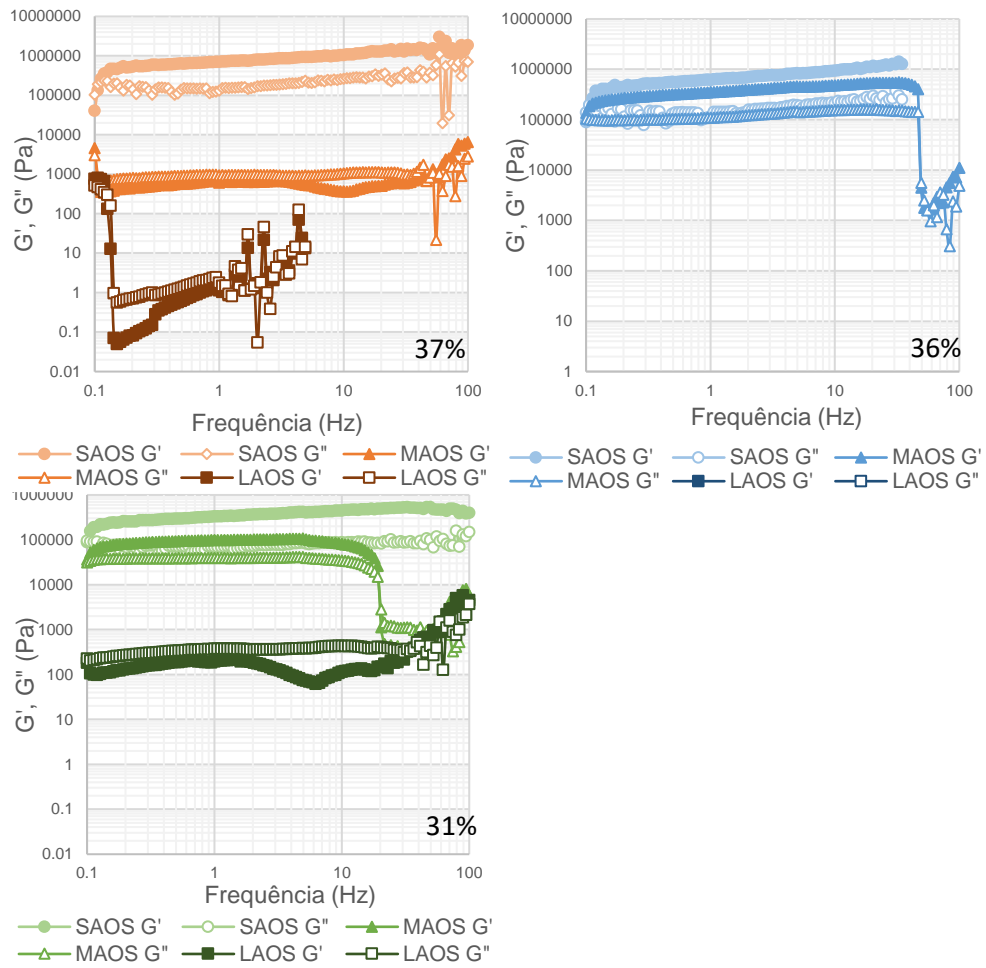 10000000
1000000
100000
10000
1000
100
10
1
0.1
0.01
G', G" (Pa)
37%
0.1 1 10 100
Frequência (Hz)
SAOS G' SAOS G" MAOS G'
MAOS G" LAOS G' LAOS G"
10000000
1000000
100000
10000
1000
100
10
1
G', G" (Pa)
36%
0.1 1 10 100
Frequência (Hz)
SAOS G' SAOS G" MAOS G'
MAOS G" LAOS G' LAOS G"
1000000
100000
10000
1000
100
10
1
0.1
0.01
G', G" (Pa)
31%
0.1 1 10 100
Frequência (Hz)
SAOS G' SAOS G" MAOS G'
MAOS G" LAOS G' LAOS G"